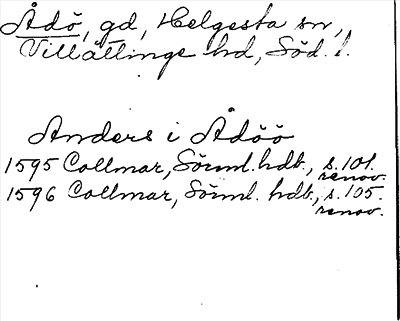 Ådö, gd, Helgesta sn,
Villåttinge hd, Söd. l.
Anders i Ådöö
1595 Collmar, Sörml. hdb., s. 101.
renov.
1596 Collmar, Sörml. hdb., s. 105.
renov.